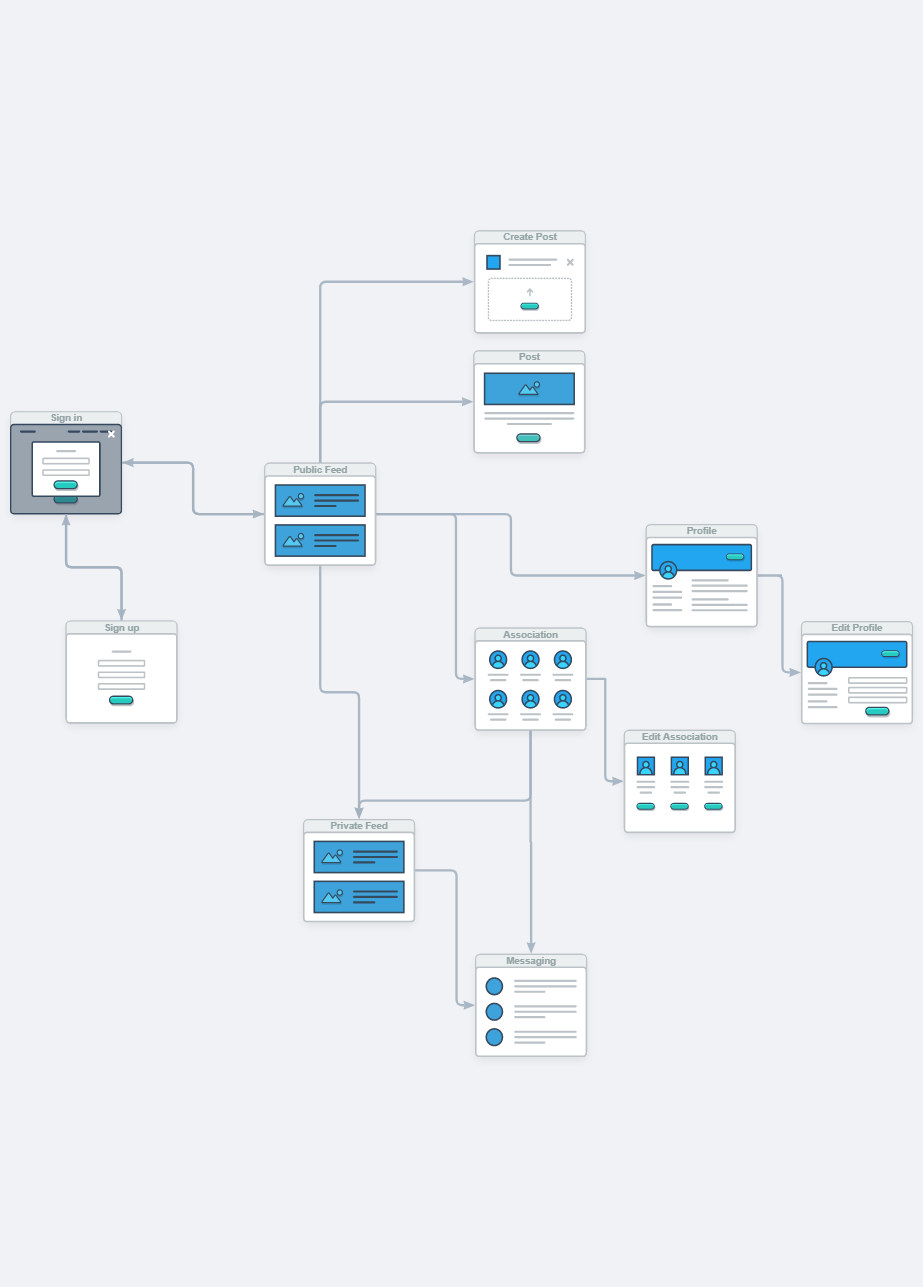 Create Post
Post
Sign in
Public Feed
Profile
Sign up
Association
Edit Profile
Edit Association
Private Feed
Messaging